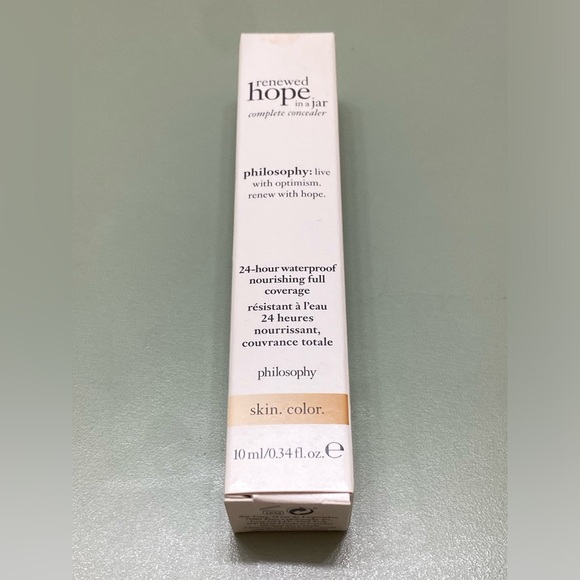 renewed
hope
in a jar
complete concealer
philosophy: live
with optimism.
renew with hope.
24-hour waterproof
nourishing full
coverage
résistant à l'eau
24 heures
nourrissant,
couvrance totale
philosophy
skin. color.
10 ml/0.34 fl. oz. ℮